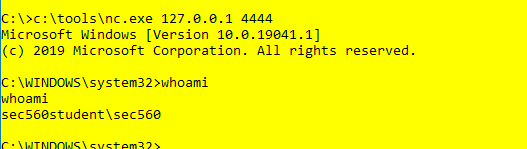 C:\>c:\tools\nc.exe 127.0.0.1 4444
Microsoft Windows [Version 10.0.19041.1]
(c) 2019 Microsoft Corporation. All rights reserved.
C:\WINDOWS\system32>whoami
whoami
sec560student\sec560
C:\WINDOWS\system32>